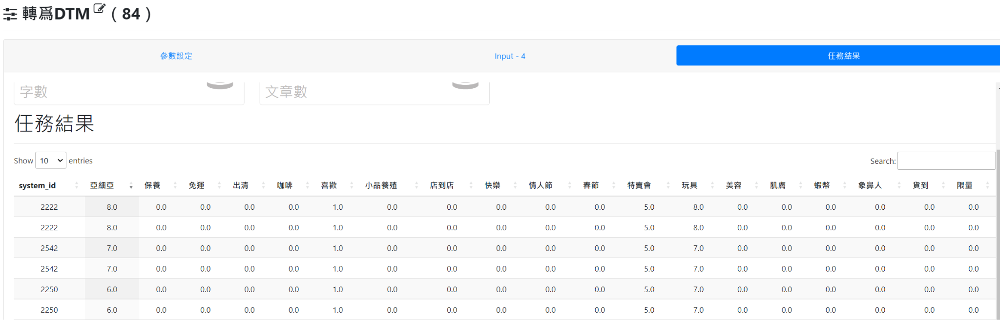 轉爲DTM ( 84 )
參數設定 Input - 4 任務結果
字數 文章數
任務結果
Show 10 entries Search:
system_id 亞細亞 保養 免運 出清 咖啡 喜歡 小品養殖 店到店 快樂 情人節 春節 特賣會 玩具 美容 肌膚 蝦幣 象鼻人 貨到 限量
2222 8.0 0.0 0.0 0.0 0.0 1.0 0.0 0.0 0.0 0.0 0.0 5.0 8.0 0.0 0.0 0.0 0.0 0.0 0.0
2222 8.0 0.0 0.0 0.0 0.0 1.0 0.0 0.0 0.0 0.0 0.0 5.0 8.0 0.0 0.0 0.0 0.0 0.0 0.0
2542 7.0 0.0 0.0 0.0 0.0 1.0 0.0 0.0 0.0 0.0 0.0 5.0 7.0 0.0 0.0 0.0 0.0 0.0 0.0
2542 7.0 0.0 0.0 0.0 0.0 1.0 0.0 0.0 0.0 0.0 0.0 5.0 7.0 0.0 0.0 0.0 0.0 0.0 0.0
2250 6.0 0.0 0.0 0.0 0.0 1.0 0.0 0.0 0.0 0.0 0.0 5.0 7.0 0.0 0.0 0.0 0.0 0.0 0.0
2250 6.0 0.0 0.0 0.0 0.0 1.0 0.0 0.0 0.0 0.0 0.0 5.0 7.0 0.0 0.0 0.0 0.0 0.0 0.0